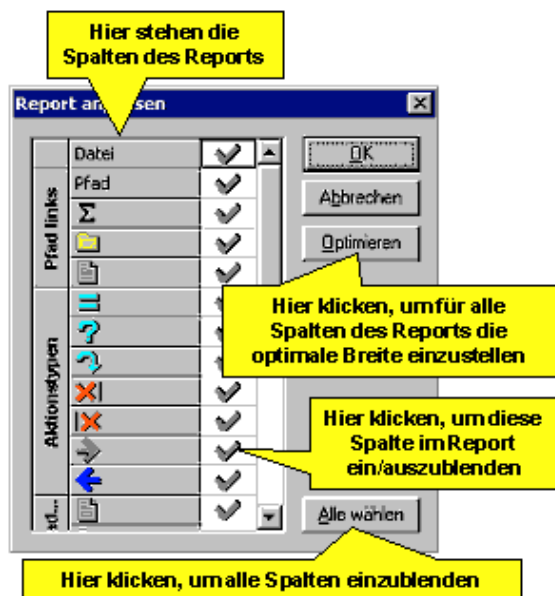 Hier stehen die
Spalten des Reports
Report
Datei
Pfad
Σ
Pfad links
Aktionstypen
OK
Abbrechen
Optimieren
Hier klicken, um für alle
Spalten des Reports die
optimale Breite einzustellen
Hier klicken, um diese
Spalte im Report
ein/auszublenden
Alle wählen
Hier klicken, um alle Spalten einzublenden